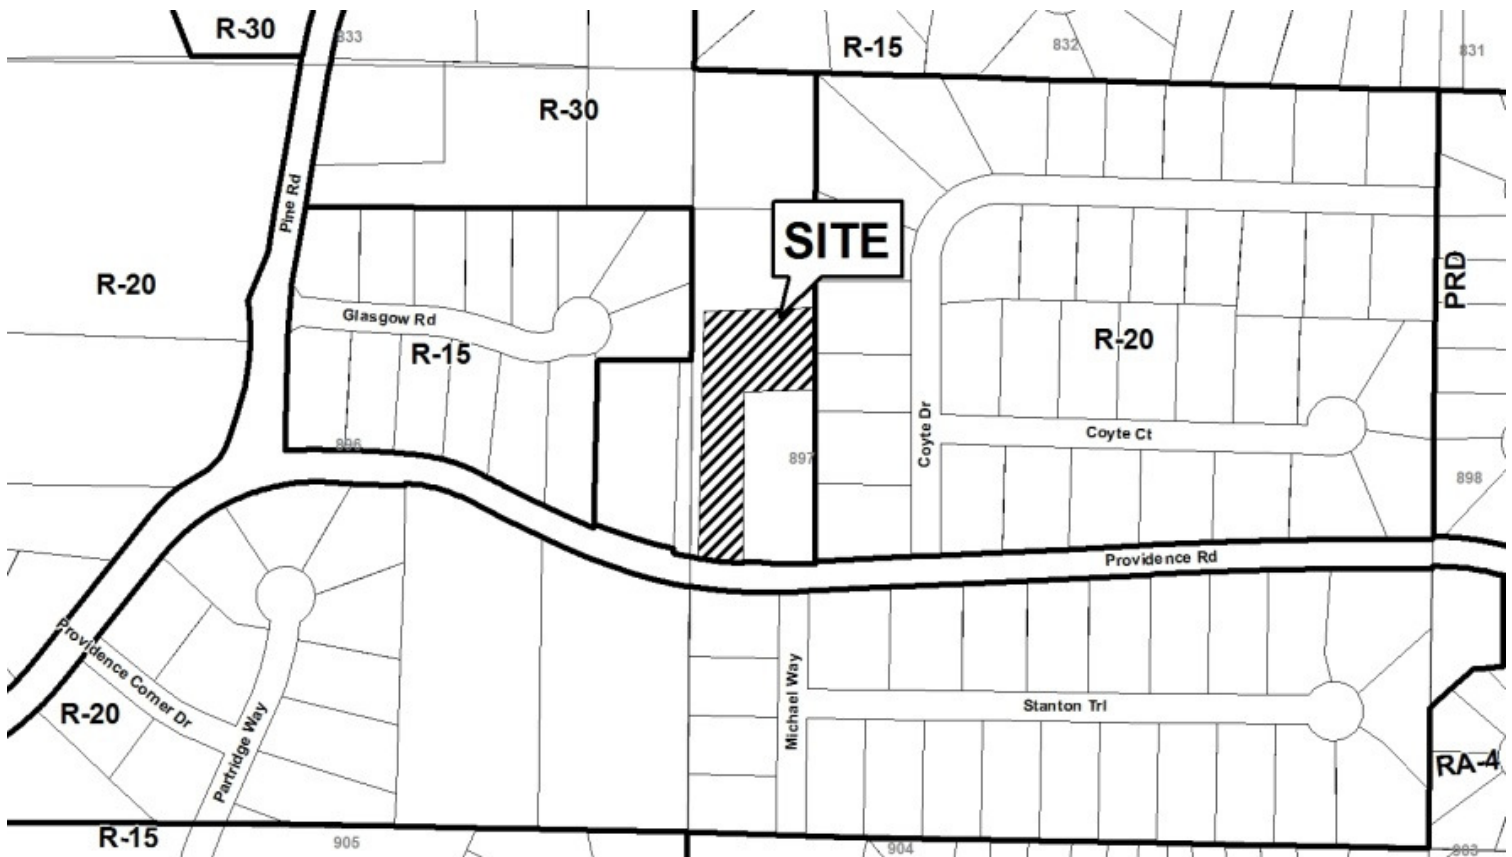 R-30
833
R-15
832
831
R-30
Pine Rd
SITE
PRD
R-20
Glasgow Rd
R-15
R-20
Coyte Dr
Coyte Ct
896
897
898
Providence Rd
Providence Corner Dr
Michael Way
Stanton Trl
R-20
Partridge Way
RA-4
R-15
905
904
903